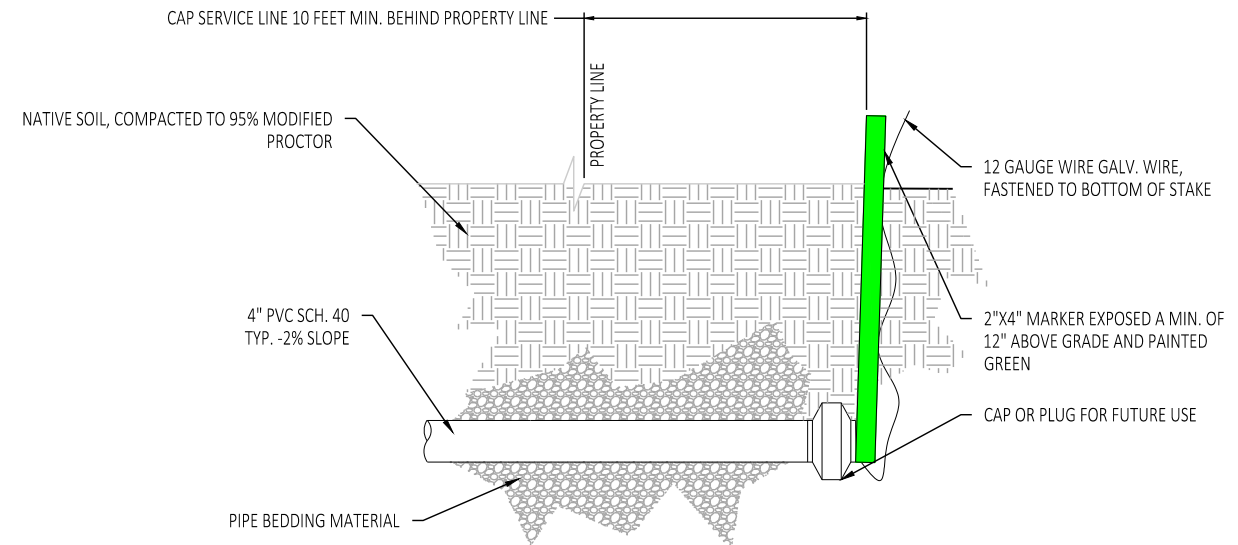 CAP SERVICE LINE 10 FEET MIN. BEHIND PROPERTY LINE
PROPERTY LINE
NATIVE SOIL, COMPACTED TO 95% MODIFIED
PROCTOR
12 GAUGE WIRE GALV. WIRE,
FASTENED TO BOTTOM OF STAKE
4" PVC SCH. 40
TYP. -2% SLOPE
2"X4" MARKER EXPOSED A MIN. OF
12" ABOVE GRADE AND PAINTED
GREEN
CAP OR PLUG FOR FUTURE USE
PIPE BEDDING MATERIAL